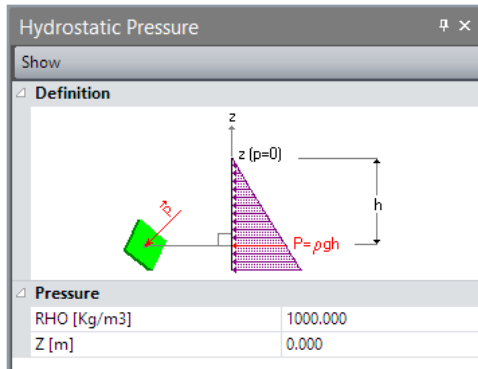 Hydrostatic Pressure
Show
Definition
z
z (p=0)
h
p
P=ρgh
Pressure
RHO [Kg/m3] 1000.000
Z [m] 0.000